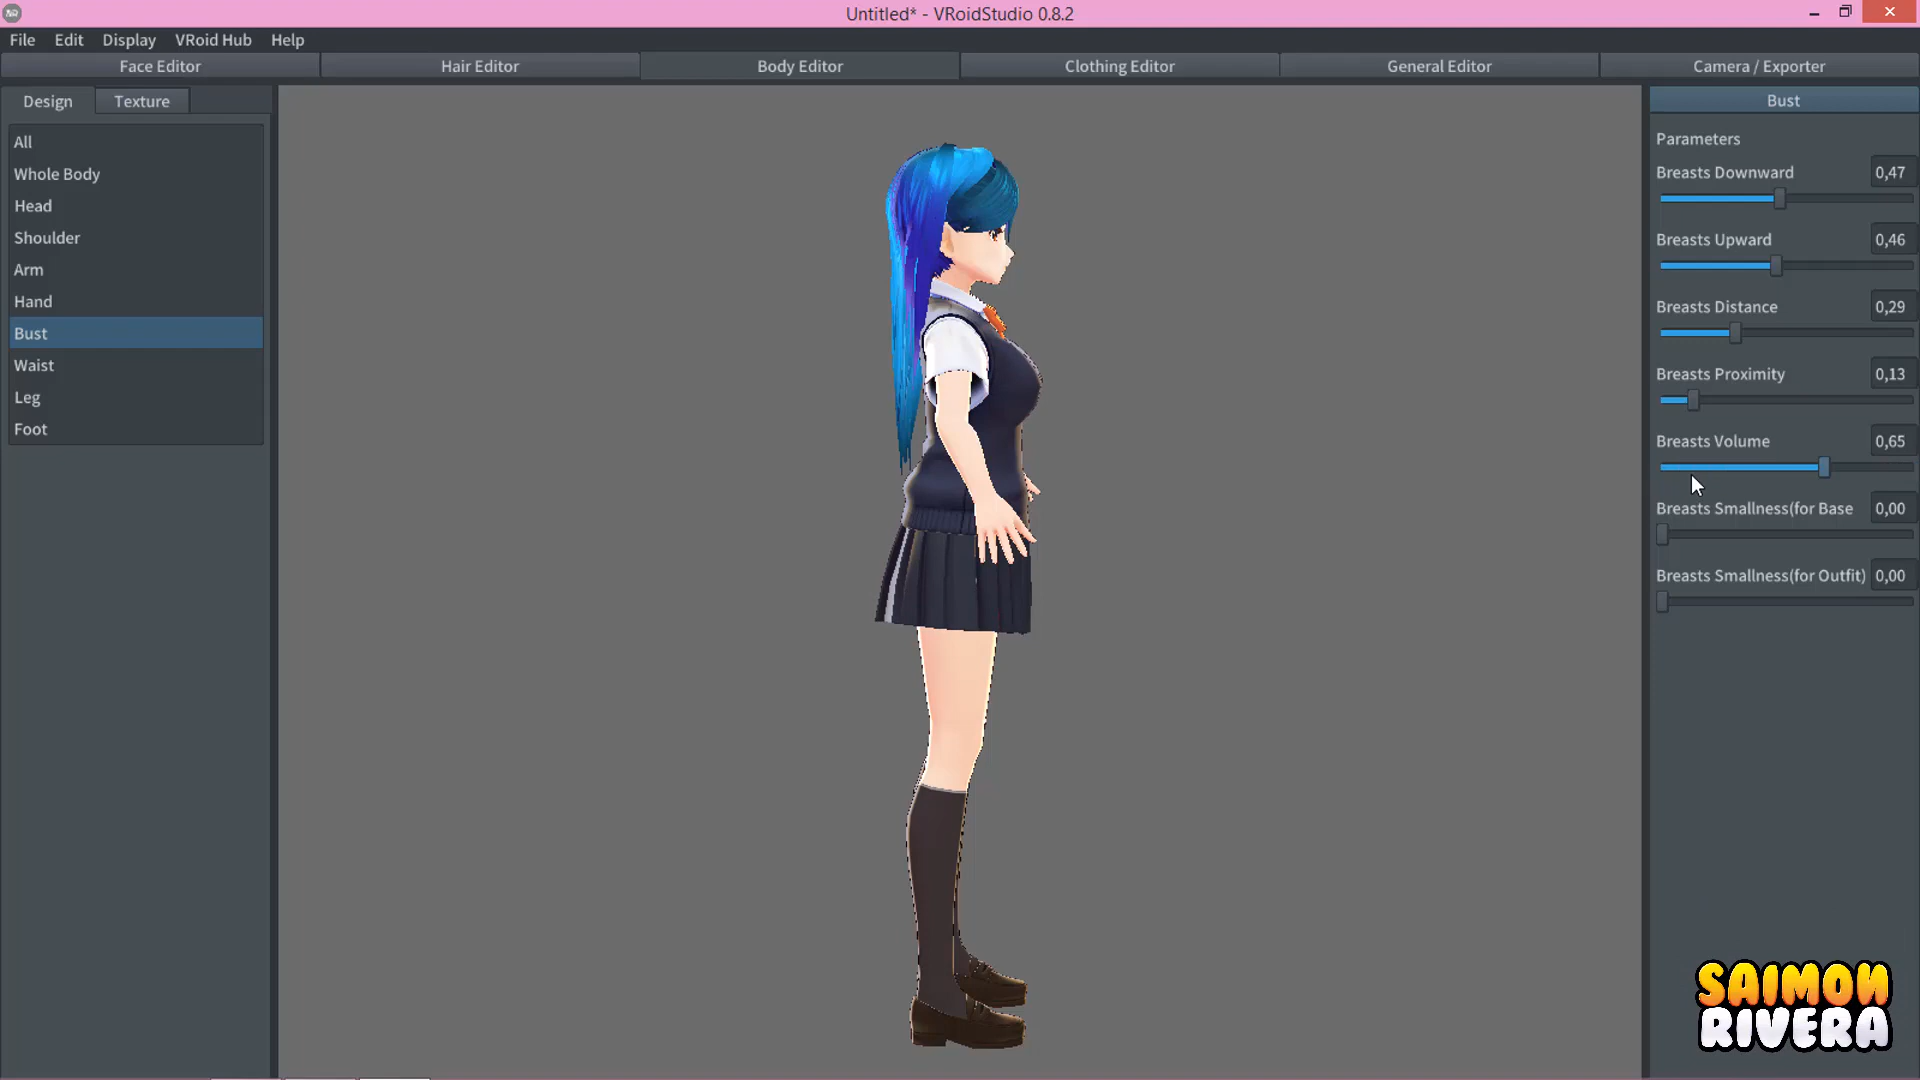 Untitled* - VRoidStudio 0.8.2
File Edit Display VRoid Hub Help
Face Editor Hair Editor Body Editor Clothing Editor General Editor Camera / Exporter
Design Texture
All
Whole Body
Head
Shoulder
Arm
Hand
Bust
Waist
Leg
Foot
Bust
Parameters
Breasts Downward 0,47
Breasts Upward 0,46
Breasts Distance 0,29
Breasts Proximity 0,13
Breasts Volume 0,65
Breasts Smallness(for Base 0,00
Breasts Smallness(for Outfit) 0,00
SAIMON
RIVERA